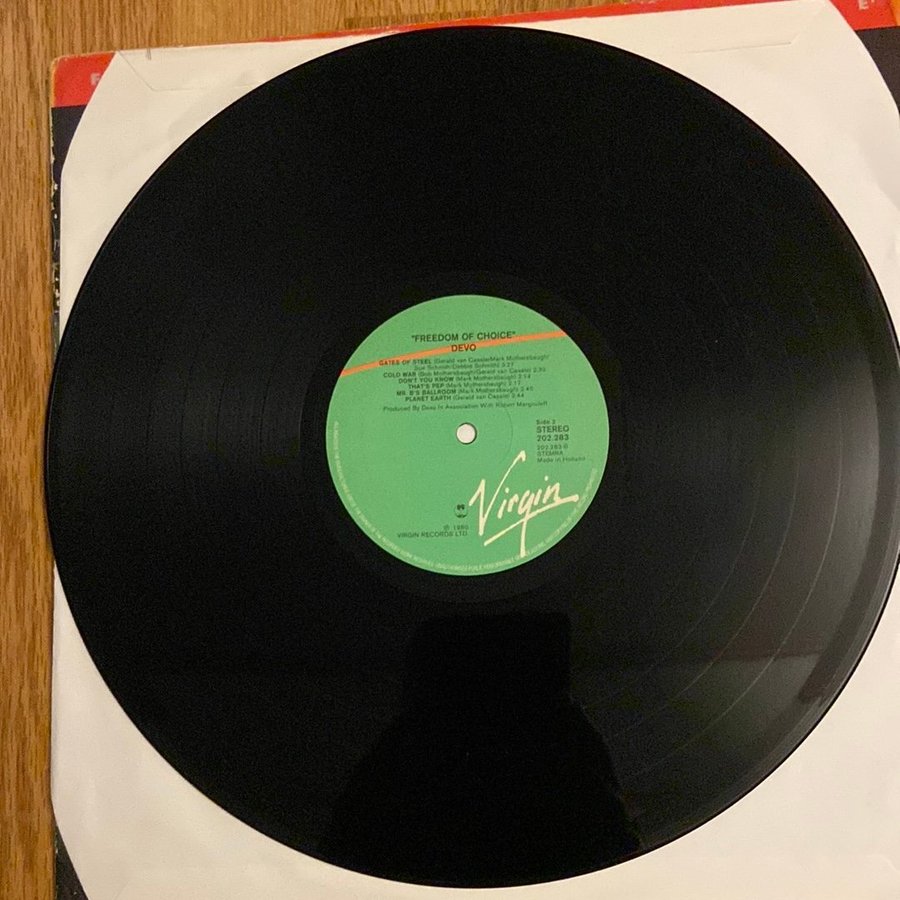 "FREEDOM OF CHOICE"
DEVO
GATES OF STEEL (Gerald van Casale/Mark Mothersbaugh/
Sue Schmidt/Debbie Schmidt) 3:27
COLD WAR (Bob Mothersbaugh/Gerald van Casale) 2:30
DON'T YOU KNOW (Mark Mothersbaugh) 2:14
THAT'S PEP (Mark Mothersbaugh) 2:17
MR. B'S BALLROOM (Mark Mothersbaugh) 2:45
PLANET EARTH (Gerald van Casale) 2:44
Produced By Devo In Association With Robert Margouleff
Side 2
STEREO
202.283
202.283 B
STEMRA
Made in Holland
Virgin
℗ 1980
VIRGIN RECORDS LTD.